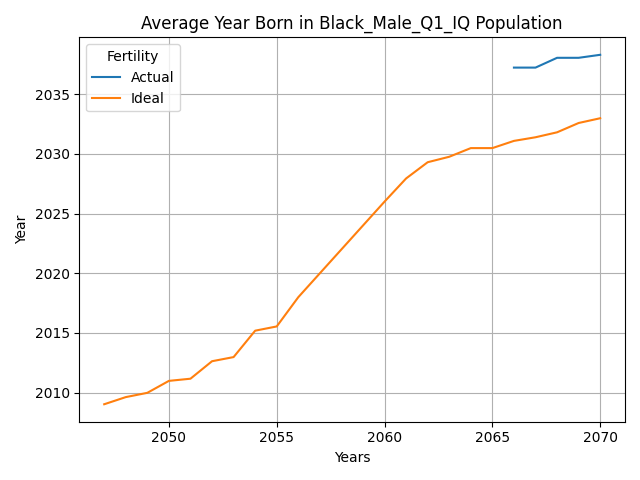 Average Year Born in Black_Male_Q1_IQ Population
Fertility
Actual
Ideal
2035
2030
2025
2020
2015
2010
Year
2050 2055 2060 2065 2070
Years